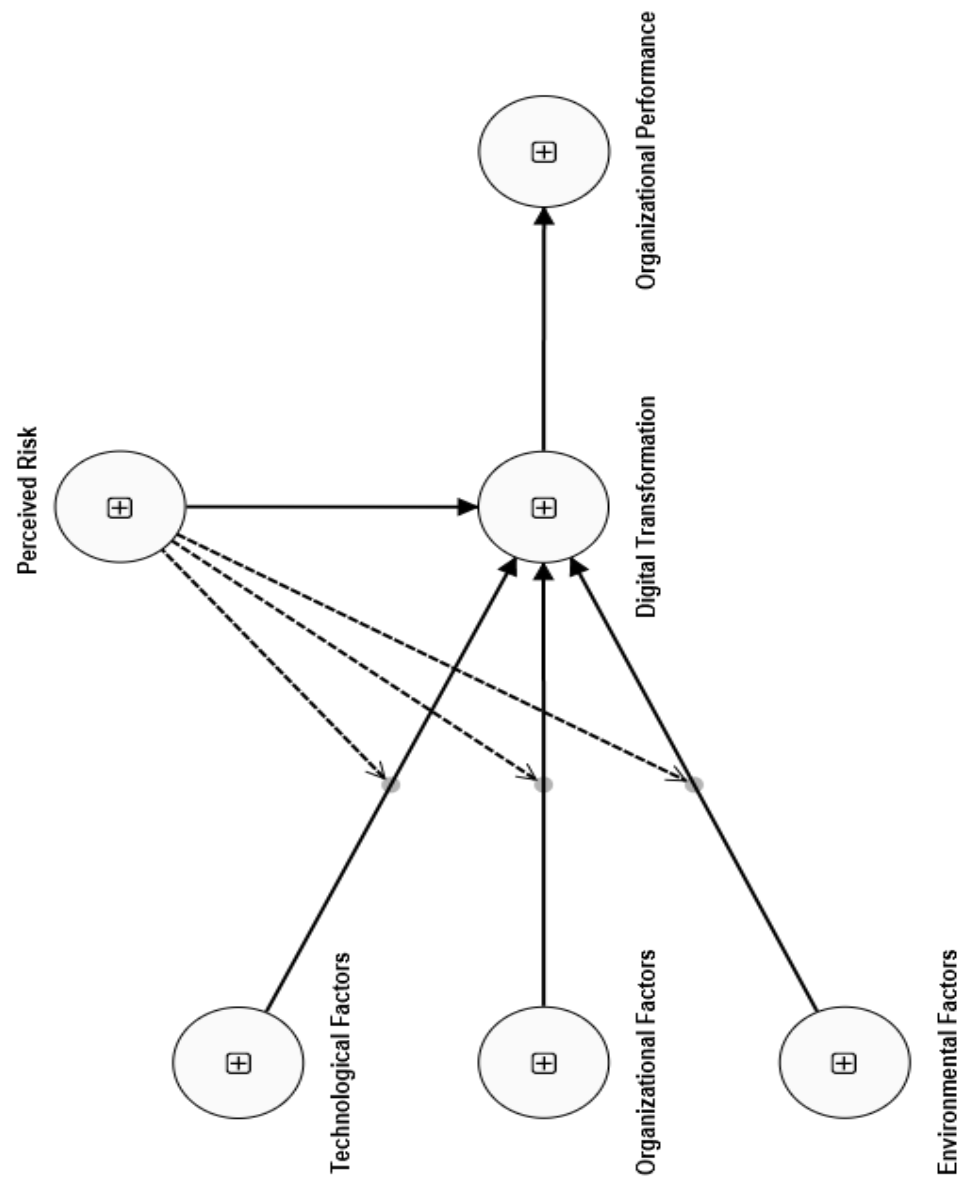 Perceived Risk
Technological Factors
Organizational Factors
Environmental Factors
Digital Transformation
Organizational Performance